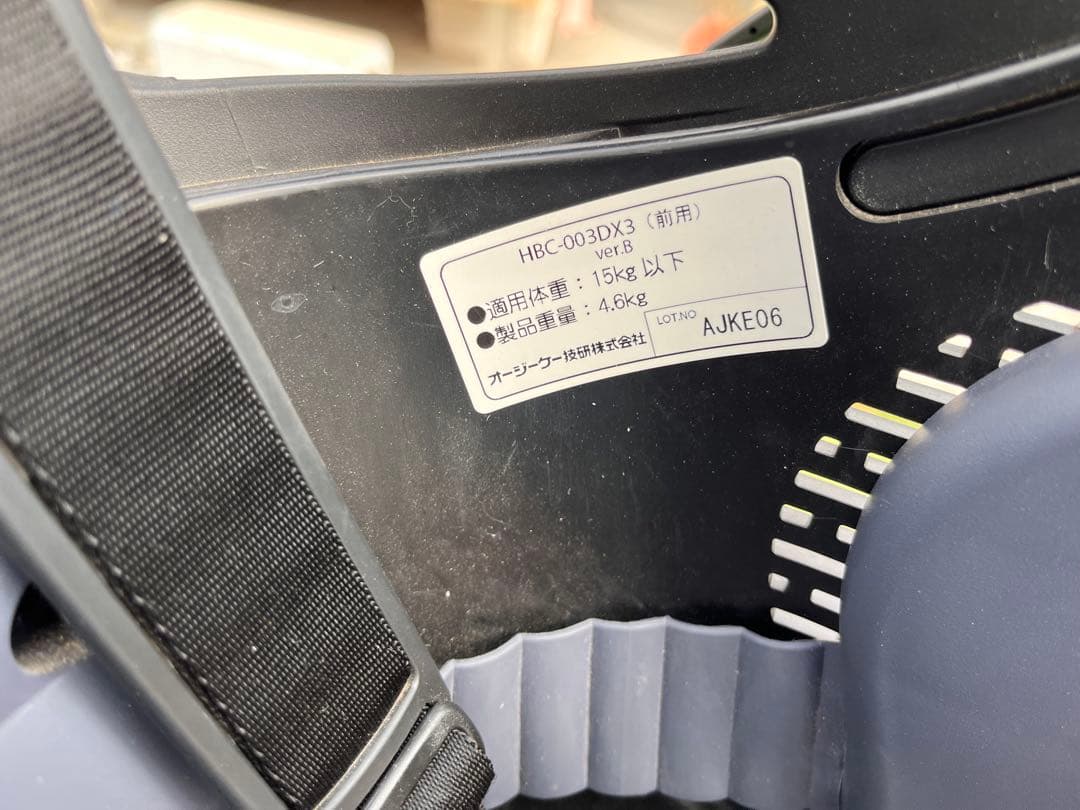 HBC-003DX3（前用）
ver.B
●適用体重：15kg 以下
●製品重量：4.6kg
オージーケー技研株式会社
LOT.NO AJKE06